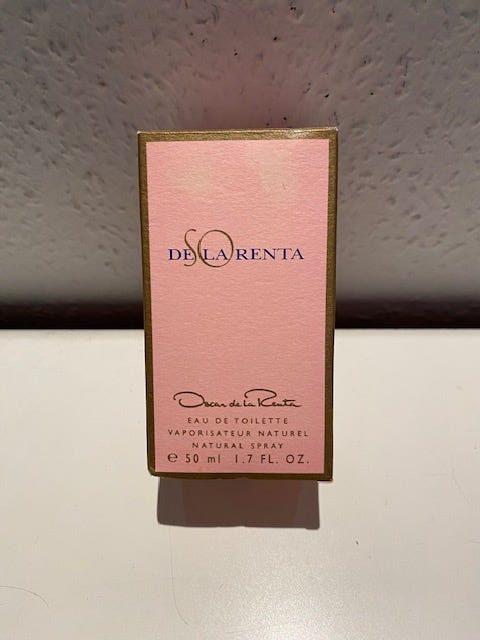 SO
DE LA RENTA
Oscar de la Renta
EAU DE TOILETTE
VAPORISATEUR NATUREL
NATURAL SPRAY
℮ 50 ml 1.7 FL. OZ.